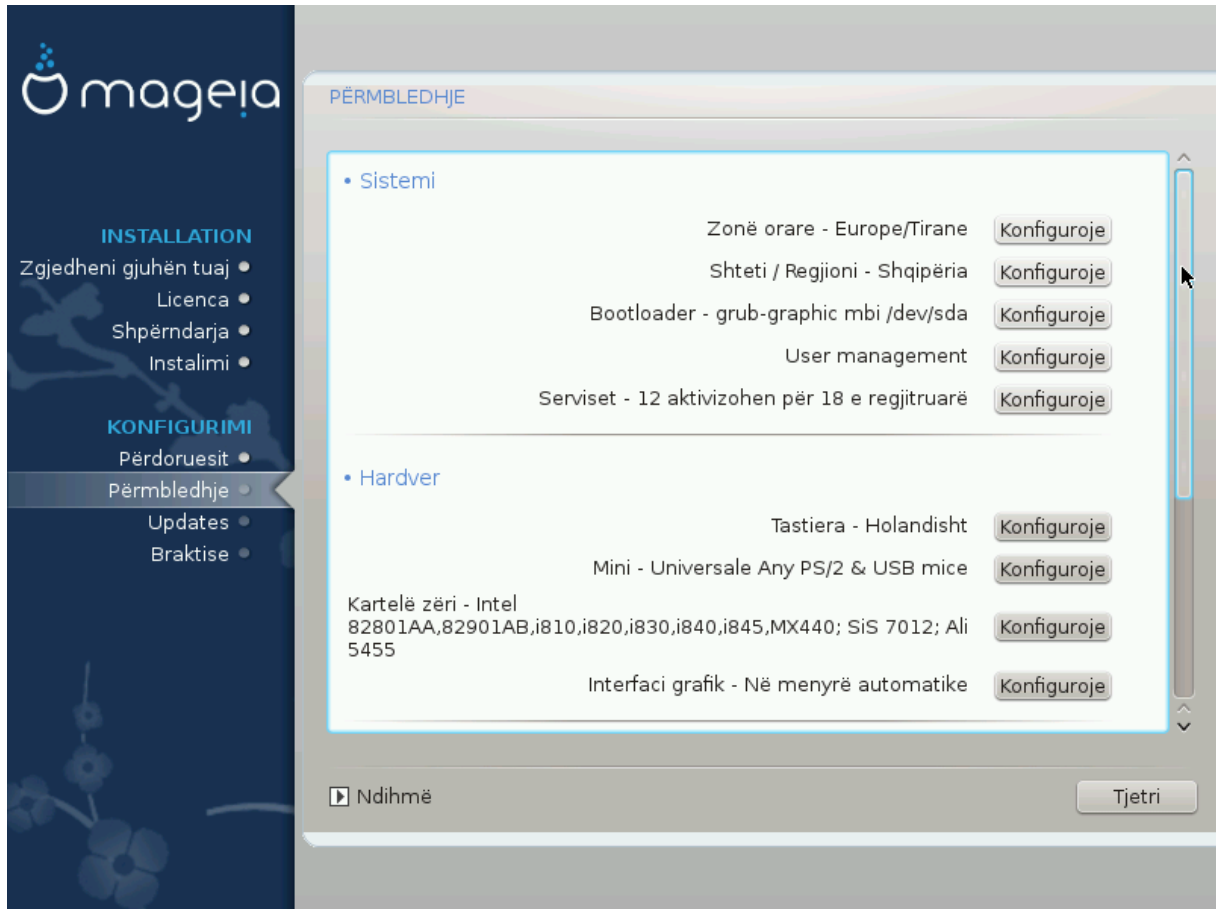 mageia
INSTALLATION
Zgjedheni gjuhën tuaj
Licenca
Shpërndarja
Instalimi
KONFIGURIMI
Përdoruesit
Përmbledhje
Updates
Braktise
PËRMBLEDHJE
• Sistemi
Zonë orare - Europe/Tirane Konfiguroje
Shteti / Regjioni - Shqipëria Konfiguroje
Bootloader - grub-graphic mbi /dev/sda Konfiguroje
User management Konfiguroje
Serviset - 12 aktivizohen për 18 e regjitruarë Konfiguroje
• Hardver
Tastiera - Holandisht Konfiguroje
Mini - Universale Any PS/2 & USB mice Konfiguroje
Kartelë zëri - Intel
82801AA,82901AB,i810,i820,i830,i840,i845,MX440; SiS 7012; Ali Konfiguroje
5455
Interfaci grafik - Në menyrë automatike Konfiguroje
Ndihmë
Tjetri